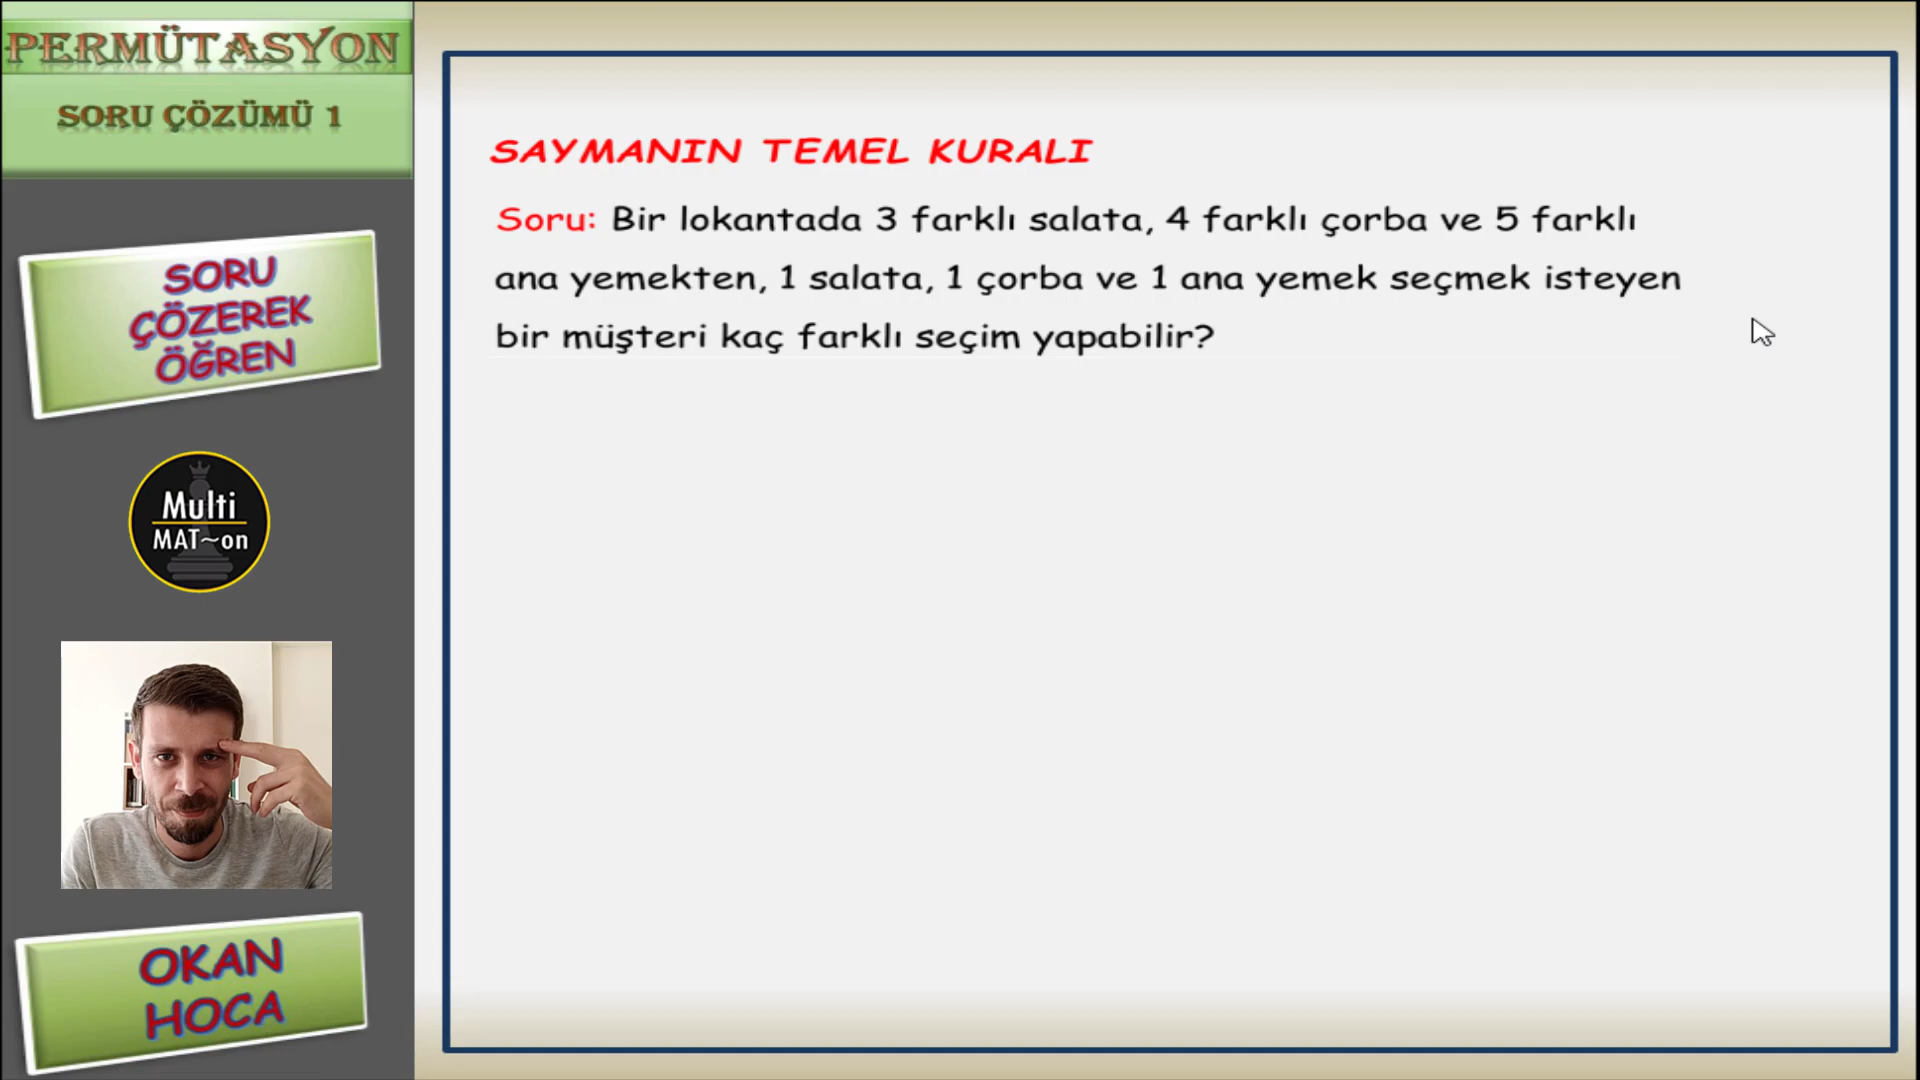 PERMÜTASYON
SORU ÇÖZÜMÜ 1
SORU
ÇÖZEREK
ÖĞREN
Multi
MAT~on
OKAN
HOCA
SAYMANIN TEMEL KURALI
Soru: Bir lokantada 3 farklı salata, 4 farklı çorba ve 5 farklı
ana yemekten, 1 salata, 1 çorba ve 1 ana yemek seçmek isteyen
bir müşteri kaç farklı seçim yapabilir?